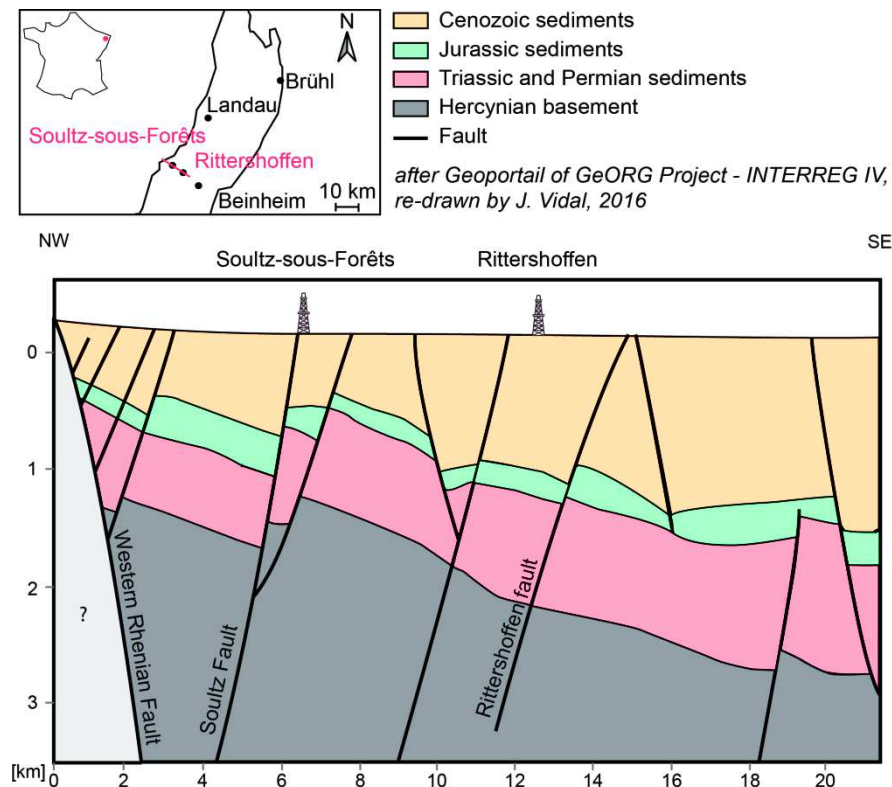 N
Brühl
Landau
Soultz-sous-Forêts
Rittershoffen
Beinheim
10 km
Cenozoic sediments
Jurassic sediments
Triassic and Permian sediments
Hercynian basement
Fault
after Geoportail of GeORG Project - INTERREG IV,
re-drawn by J. Vidal, 2016
NW
SE
Soultz-sous-Forêts
Rittershoffen
0
1
2
3
?
Western Rhenian Fault
Soultz Fault
Rittershoffen fault
[km]
0 2 4 6 8 10 12 14 16 18 20